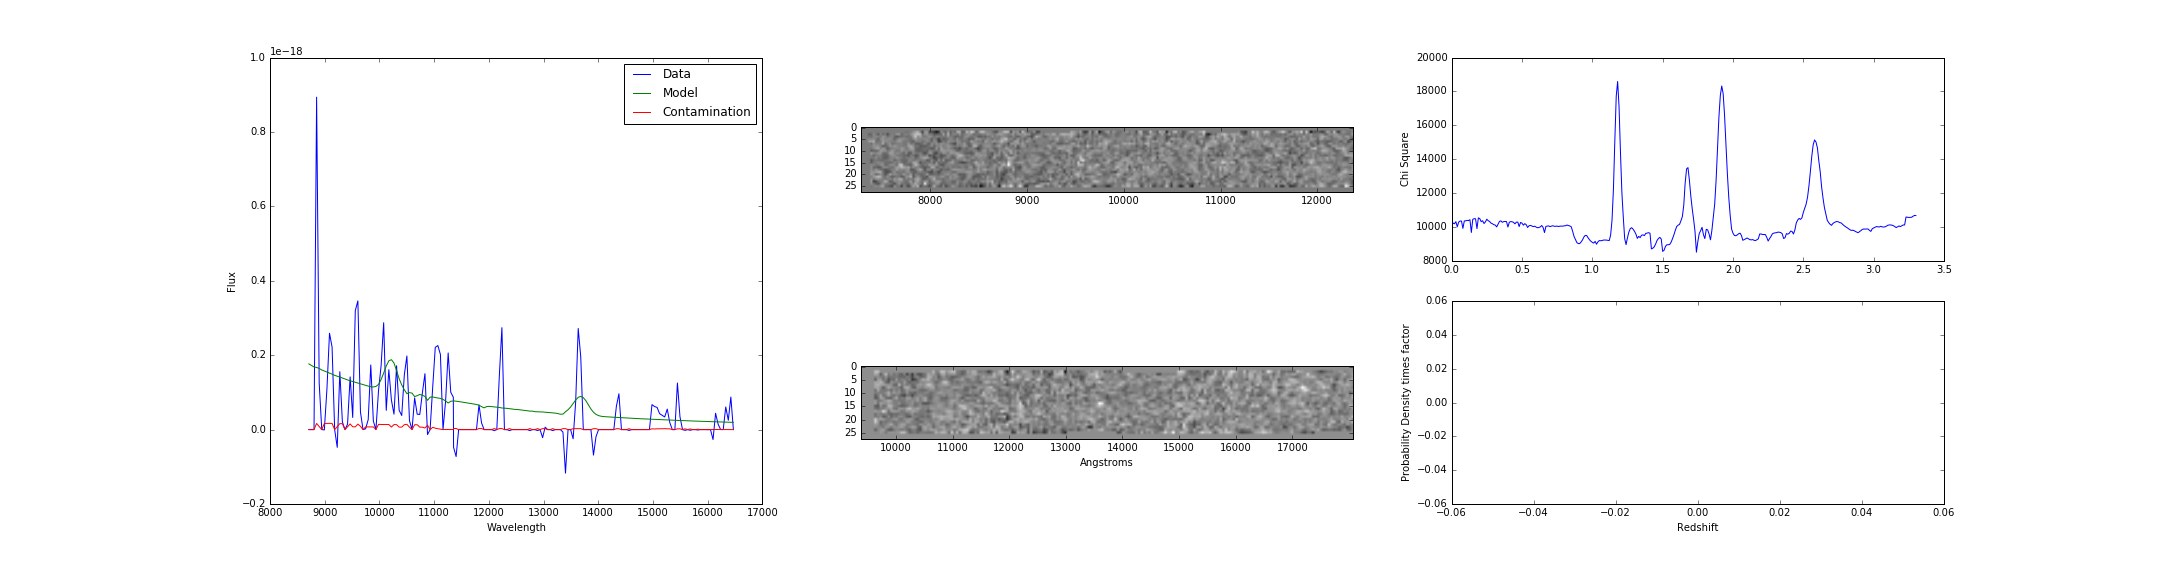 1e−18
1.0
0.8
0.6
0.4
0.2
0.0
−0.2
Flux
8000 9000 10000 11000 12000 13000 14000 15000 16000 17000
Wavelength
Data
Model
Contamination
0
5
10
15
20
25
8000 9000 10000 11000 12000
0
5
10
15
20
25
10000 11000 12000 13000 14000 15000 16000 17000
Angstroms
20000
18000
16000
14000
12000
10000
8000
Chi Square
0.0 0.5 1.0 1.5 2.0 2.5 3.0 3.5
0.06
0.04
0.02
0.00
−0.02
−0.04
−0.06
Probability Density times factor
−0.06 −0.04 −0.02 0.00 0.02 0.04 0.06
Redshift